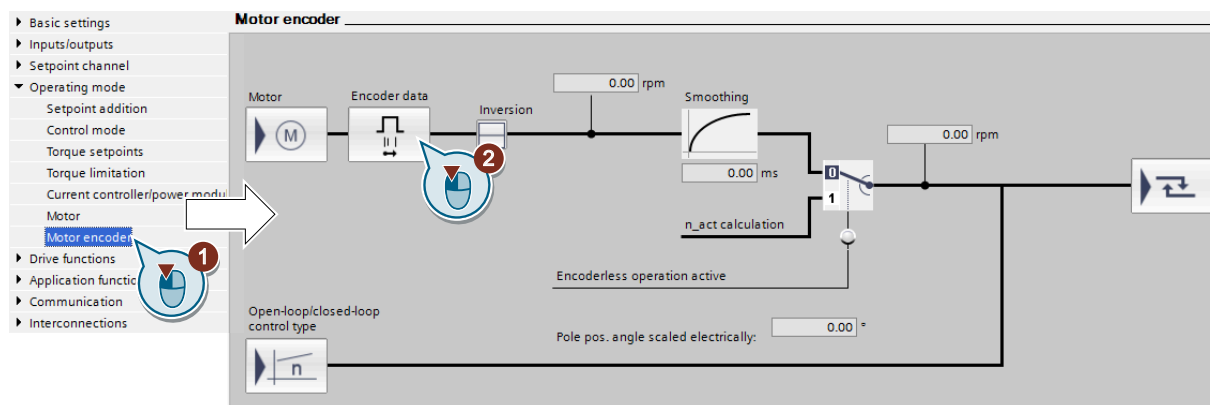 Basic settings
Inputs/outputs
Setpoint channel
Operating mode
Setpoint addition
Control mode
Torque setpoints
Torque limitation
Current controller/power modu
Motor
Motor encoder
Drive functions
Application functio
Communication
Interconnections
1
Motor encoder
Motor
M
Encoder data
2
Inversion
0.00 rpm
Smoothing
0.00 ms
0
1
n_act calculation
Encoderless operation active
0.00 rpm
Open-loop/closed-loop
control type
n
Pole pos. angle scaled electrically: 0.00 °